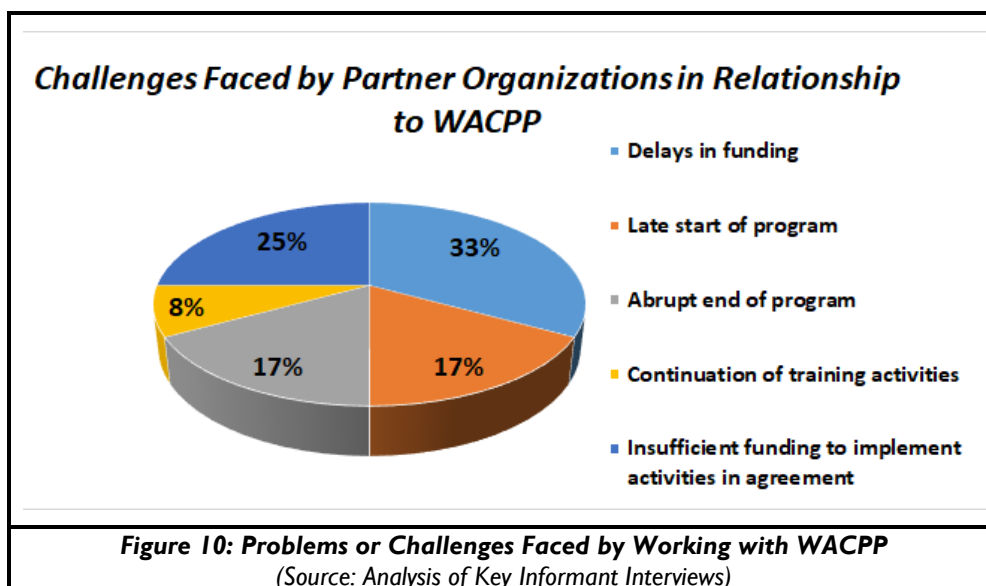 Challenges Faced by Partner Organizations in Relationship
to WACPP
Delays in funding
Late start of program
Abrupt end of program
Continuation of training activities
Insufficient funding to implement
activities in agreement
25%
33%
8%
17%
17%
Figure 10: Problems or Challenges Faced by Working with WACPP
(Source: Analysis of Key Informant Interviews)